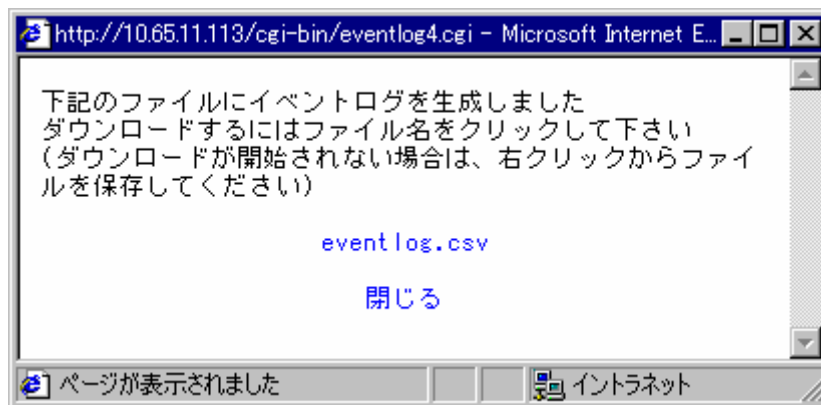 http://10.65.11.113/cgi-bin/eventlog4.cgi - Microsoft Internet E...
下記のファイルにイベントログを生成しました
ダウンロードするにはファイル名をクリックして下さい
(ダウンロードが開始されない場合は、右クリックからファイ
ルを保存してください)
eventlog.csv
閉じる
ページが表示されました
イントラネット